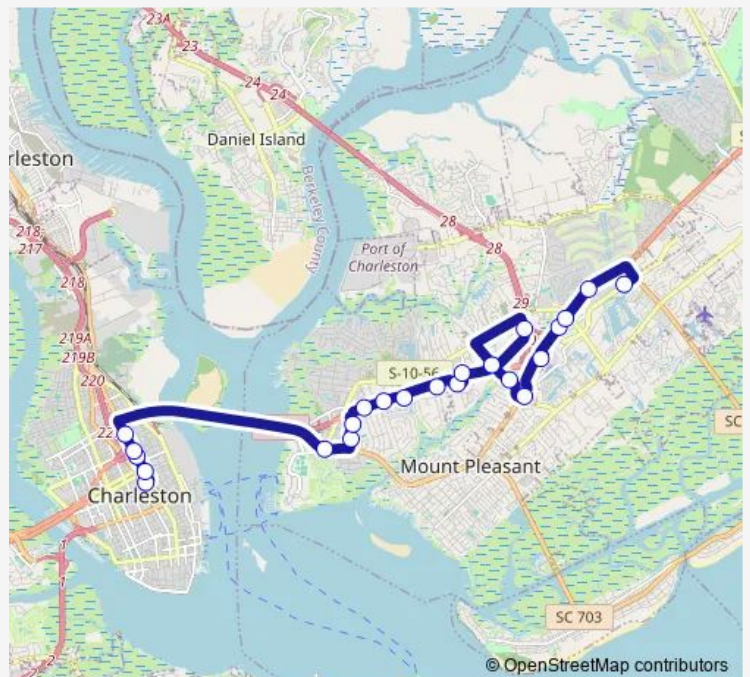 23A
23
24
24
Daniel Island
rleston
Berkeley County
28
218;
217
Port of
Charleston
28
218
29
219A
219B
S-10-56
220
SC
22
Mount Pleasant
Charleston
1
1
SC 703
2
© OpenStreetMap contributors